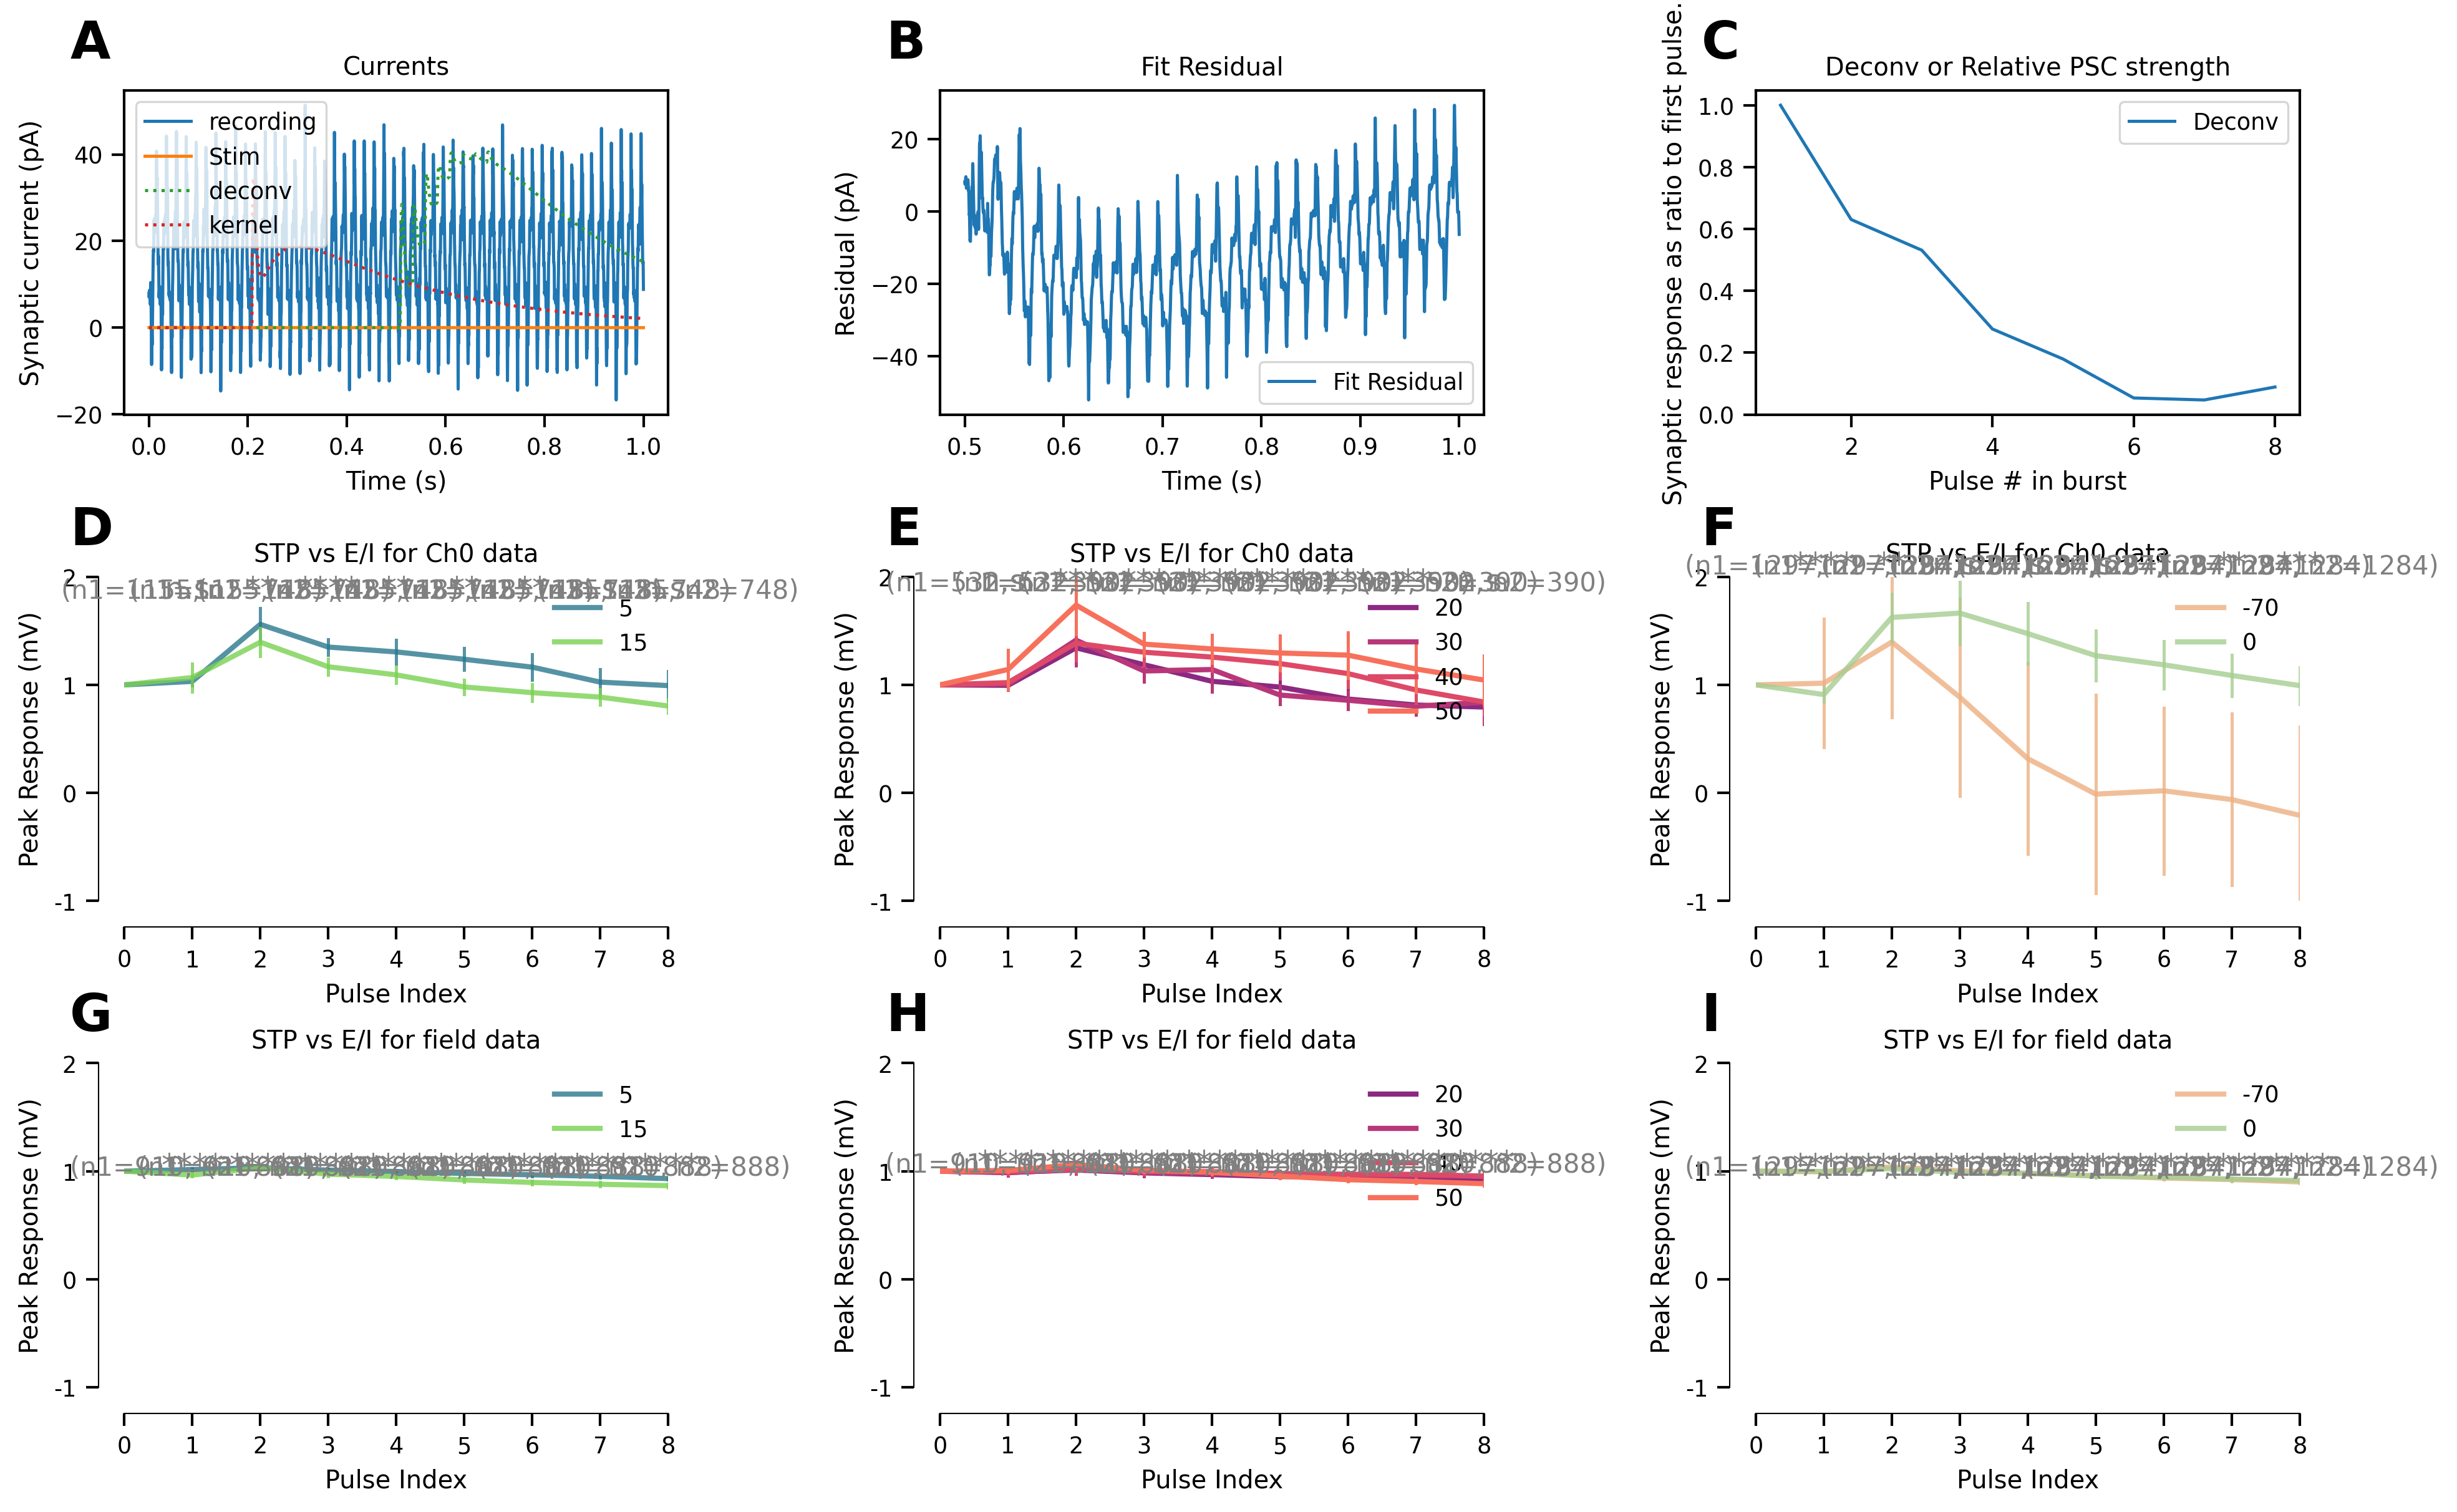 A
Currents
Synaptic current (pA)
40
20
0
−20
recording
Stim
deconv
kernel
0.0 0.2 0.4 0.6 0.8 1.0
Time (s)
B
Fit Residual
Residual (pA)
20
0
−20
−40
Fit Residual
0.5 0.6 0.7 0.8 0.9 1.0
Time (s)
C
Deconv or Relative PSC strength
Synaptic response as ratio to first pulse.
1.0
0.8
0.6
0.4
0.2
0.0
Deconv
2 4 6 8
Pulse # in burst
D
STP vs E/I for Ch0 data
Peak Response (mV)
2
1
0
-1
5
15
0 1 2 3 4 5 6 7 8
Pulse Index
E
STP vs E/I for Ch0 data
Peak Response (mV)
2
1
0
-1
20
30
40
50
0 1 2 3 4 5 6 7 8
Pulse Index
F
STP vs E/I for Ch0 data
Peak Response (mV)
2
1
0
-1
-70
0
0 1 2 3 4 5 6 7 8
Pulse Index
G
STP vs E/I for field data
Peak Response (mV)
2
1
0
-1
5
15
0 1 2 3 4 5 6 7 8
Pulse Index
H
STP vs E/I for field data
Peak Response (mV)
2
1
0
-1
20
30
40
50
0 1 2 3 4 5 6 7 8
Pulse Index
I
STP vs E/I for field data
Peak Response (mV)
2
1
0
-1
-70
0
0 1 2 3 4 5 6 7 8
Pulse Index